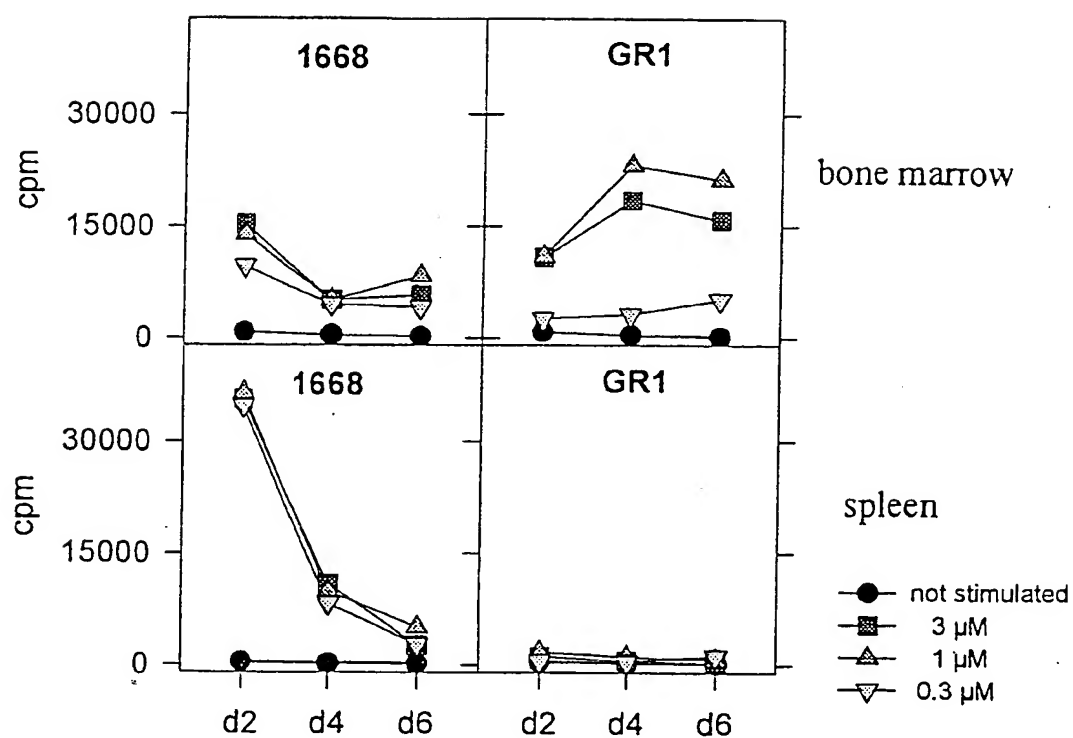 1668
GR1
30000
15000
0
cpm
bone marrow
1668
GR1
30000
15000
0
cpm
spleen
not stimulated
3 µM
1 µM
0.3 µM
d2
d4
d6
d2
d4
d6